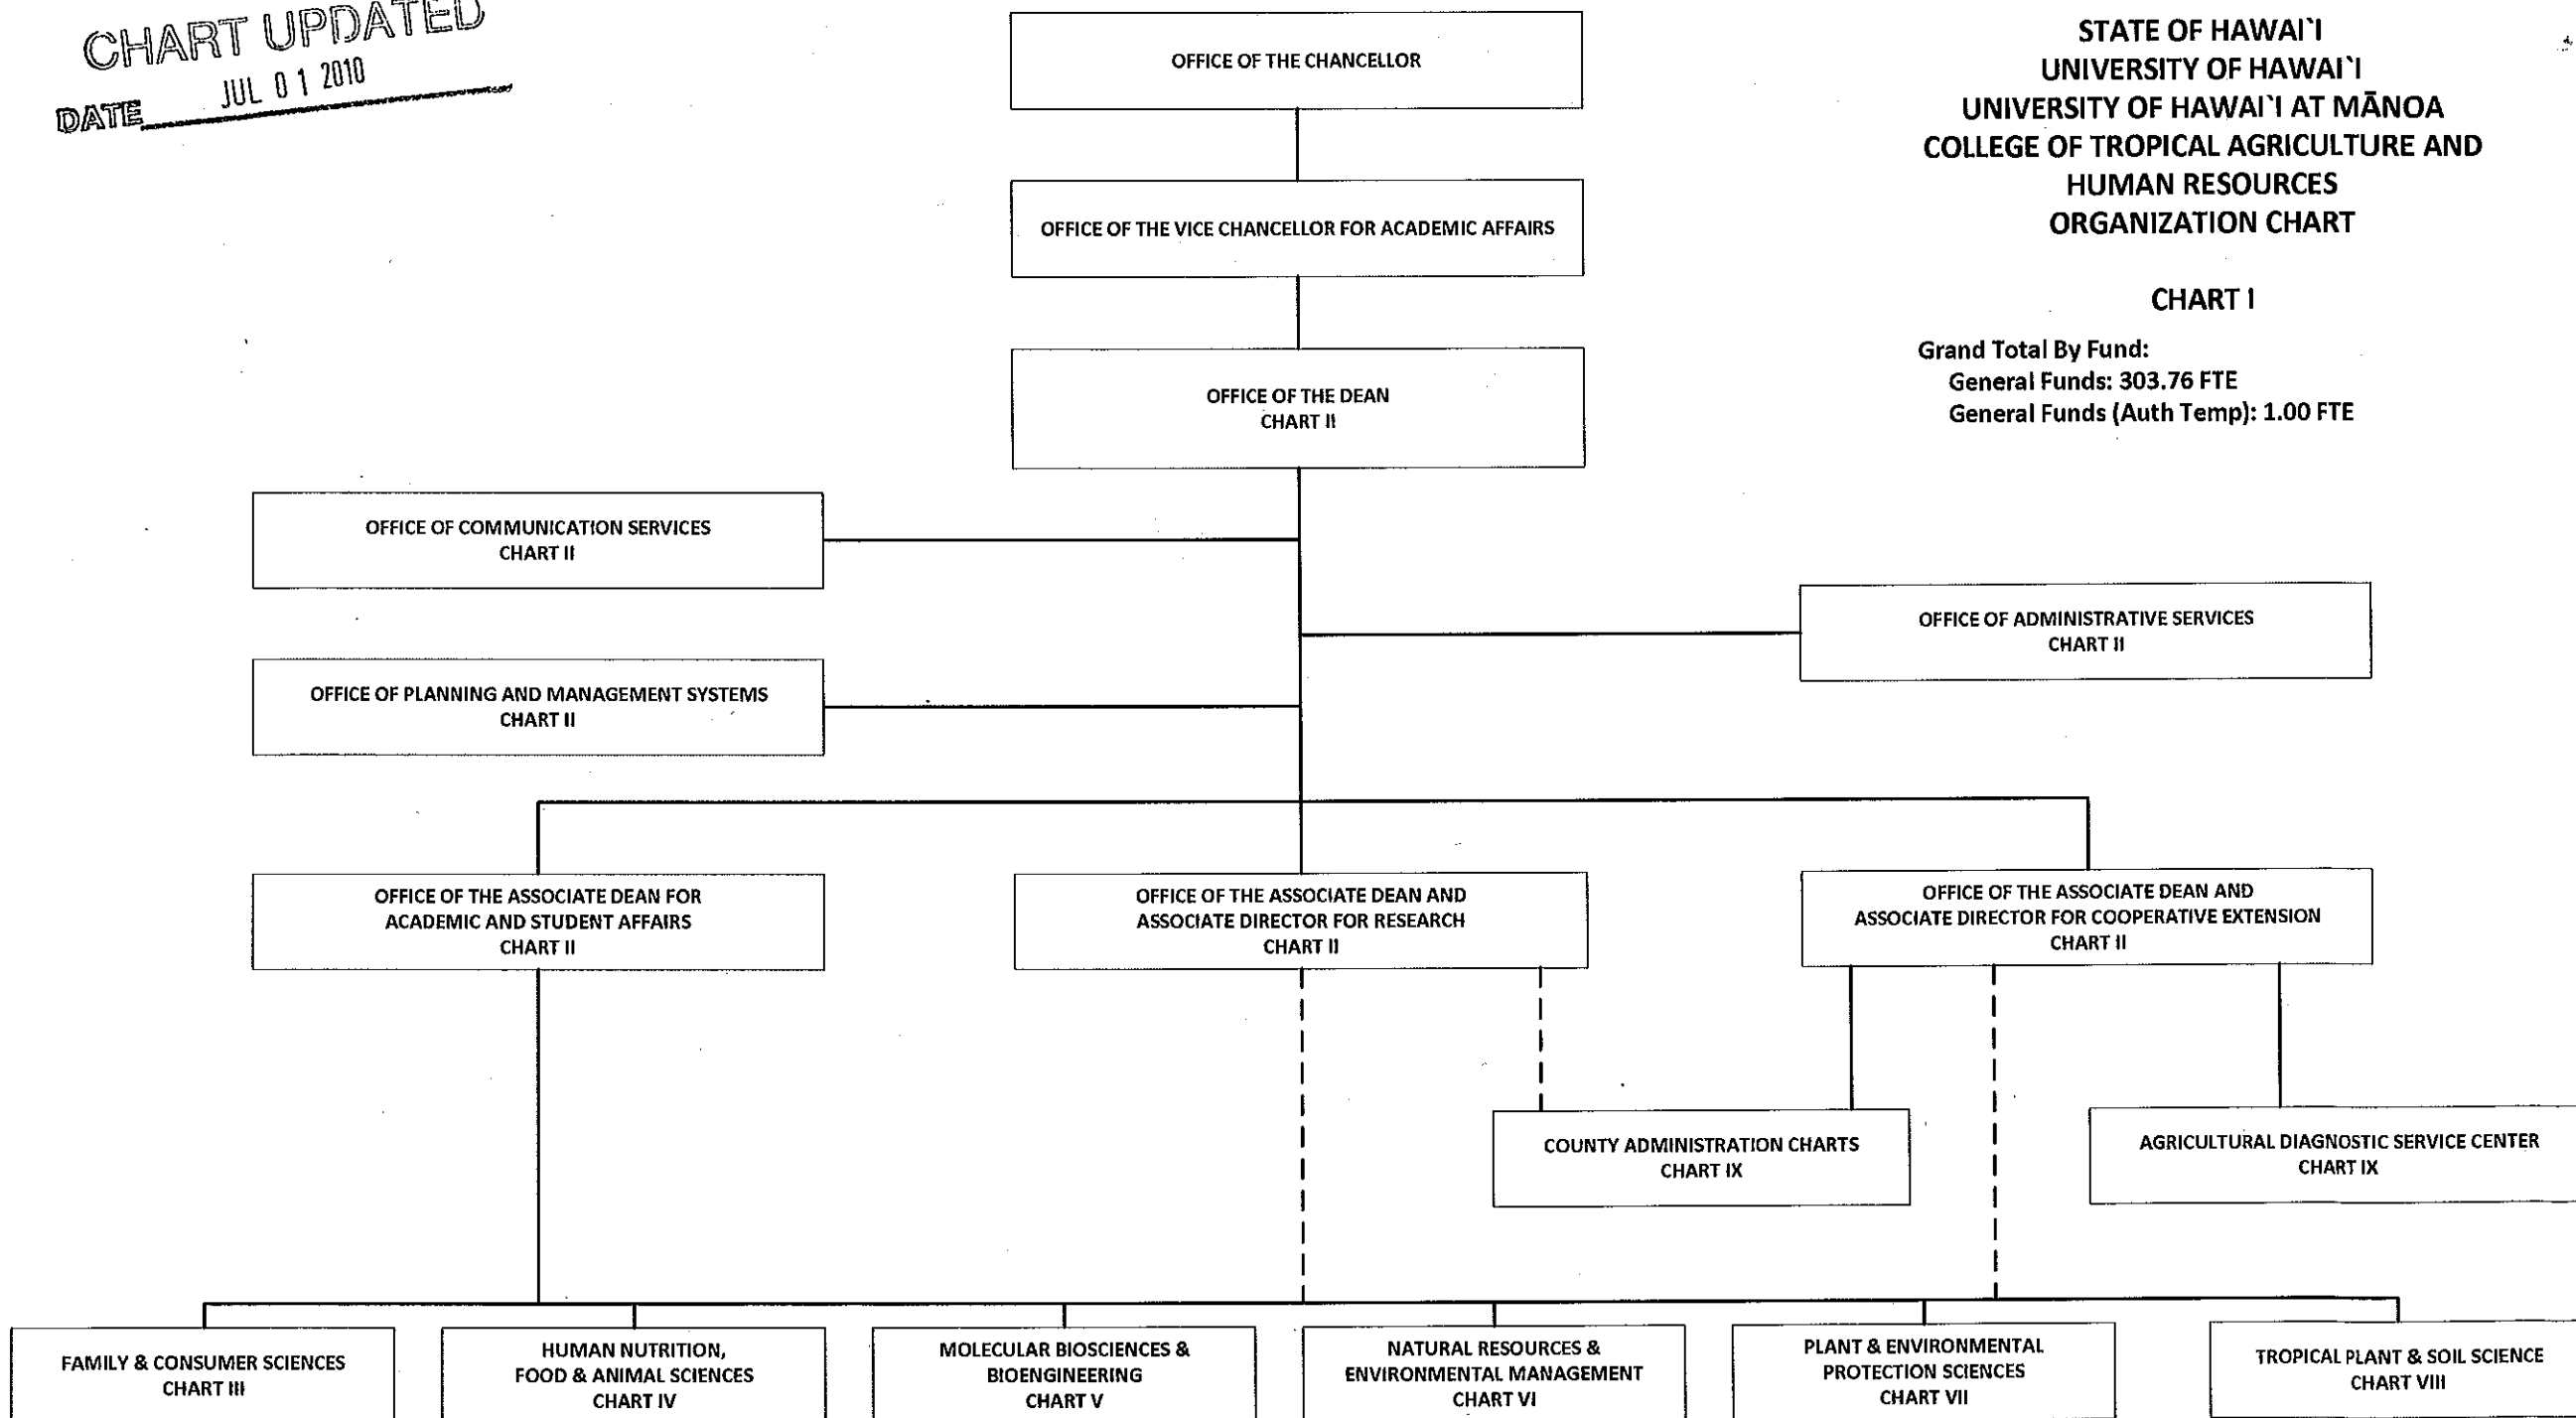 CHART UPDATED
DATE JUL 01 2010
OFFICE OF THE CHANCELLOR
STATE OF HAWAI`I
UNIVERSITY OF HAWAI`I
UNIVERSITY OF HAWAI`I AT MĀNOA
COLLEGE OF TROPICAL AGRICULTURE AND
HUMAN RESOURCES
ORGANIZATION CHART
CHART I
Grand Total By Fund:
General Funds: 303.76 FTE
General Funds (Auth Temp): 1.00 FTE
OFFICE OF THE VICE CHANCELLOR FOR ACADEMIC AFFAIRS
OFFICE OF THE DEAN
CHART II
OFFICE OF COMMUNICATION SERVICES
CHART II
OFFICE OF ADMINISTRATIVE SERVICES
CHART II
OFFICE OF PLANNING AND MANAGEMENT SYSTEMS
CHART II
OFFICE OF THE ASSOCIATE DEAN FOR
ACADEMIC AND STUDENT AFFAIRS
CHART II
OFFICE OF THE ASSOCIATE DEAN AND
ASSOCIATE DIRECTOR FOR RESEARCH
CHART II
OFFICE OF THE ASSOCIATE DEAN AND
ASSOCIATE DIRECTOR FOR COOPERATIVE EXTENSION
CHART II
COUNTY ADMINISTRATION CHARTS
CHART IX
AGRICULTURAL DIAGNOSTIC SERVICE CENTER
CHART IX
FAMILY & CONSUMER SCIENCES
CHART III
HUMAN NUTRITION,
FOOD & ANIMAL SCIENCES
CHART IV
MOLECULAR BIOSCIENCES &
BIOENGINEERING
CHART V
NATURAL RESOURCES &
ENVIRONMENTAL MANAGEMENT
CHART VI
PLANT & ENVIRONMENTAL
PROTECTION SCIENCES
CHART VII
TROPICAL PLANT & SOIL SCIENCE
CHART VIII